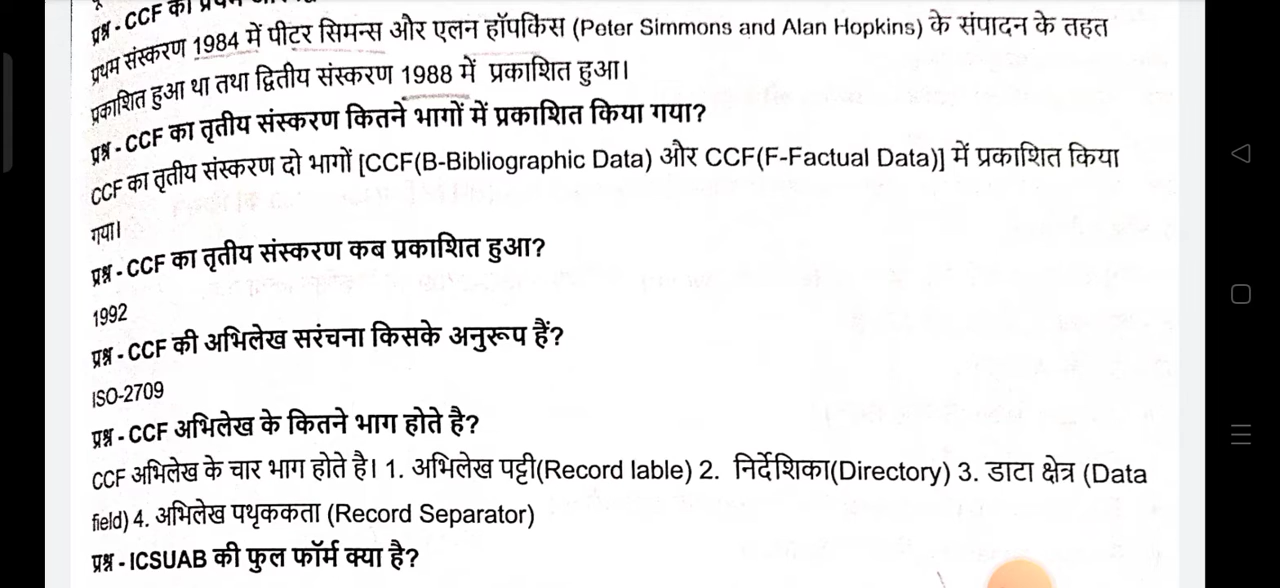 प्रश्न - CCF का
प्रथम संस्करण 1984 में पीटर सिमन्स और एलन हॉपकिंस (Peter Simmons and Alan Hopkins) के संपादन के तहत
प्रकाशित हुआ था तथा द्वितीय संस्करण 1988 में प्रकाशित हुआ।
प्रश्न - CCF का तृतीय संस्करण कितने भागों में प्रकाशित किया गया?
CCF का तृतीय संस्करण दो भागों [CCF(B-Bibliographic Data) और CCF(F-Factual Data)] में प्रकाशित किया
गया।
प्रश्न - CCF का तृतीय संस्करण कब प्रकाशित हुआ?
1992
प्रश्न - CCF की अभिलेख सरंचना किसके अनुरूप हैं?
ISO-2709
प्रश्न - CCF अभिलेख के कितने भाग होते है?
CCF अभिलेख के चार भाग होते है। 1. अभिलेख पट्टी(Record lable) 2. निर्देशिका(Directory) 3. डाटा क्षेत्र (Data
field) 4. अभिलेख पथृककता (Record Separator)
प्रश्न - ICSUAB की फुल फॉर्म क्या है?